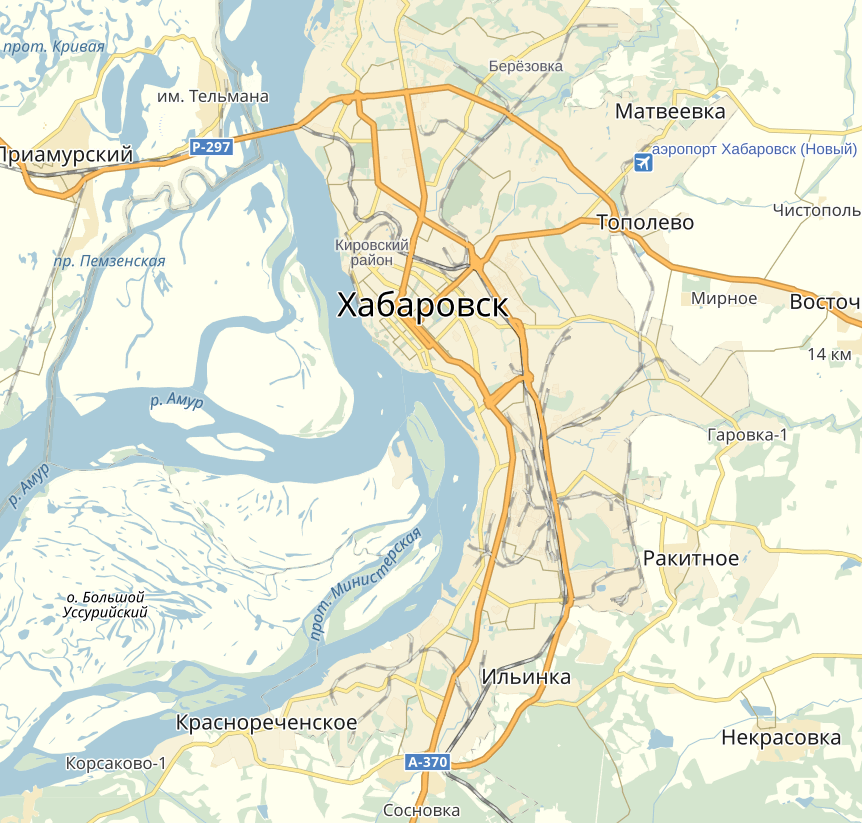 прот. Кривая
Берёзовка
им. Тельмана
Матвеевка
Р-297
Приамурский
аэропорт Хабаровск (Новый)
Чистополь
Тополево
Кировский
район
пр. Пемзенская
Мирное
Восточ
Хабаровск
14 км
р. Амур
Гаровка-1
р. Амур
прот. Министерская
Ракитное
о. Большой
Уссурийский
Ильинка
Краснореченское
Некрасовка
Корсаково-1
А-370
Сосновка